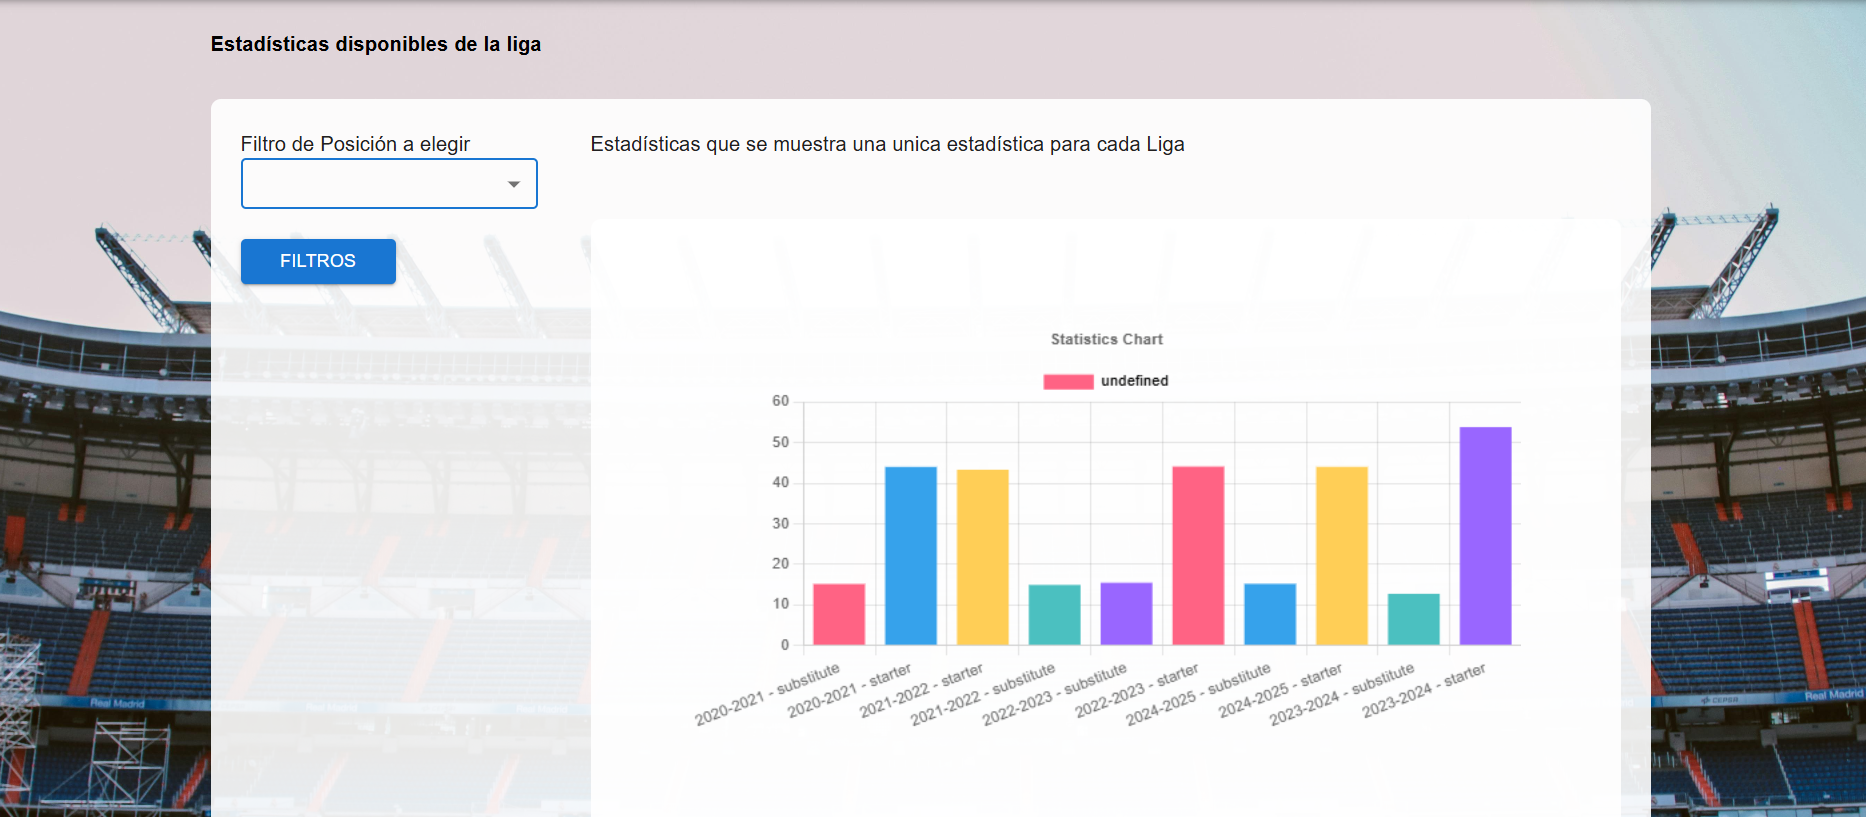 Estadísticas disponibles de la liga
Filtro de Posición a elegir
Estadísticas que se muestra una unica estadística para cada Liga
FILTROS
Statistics Chart
undefined
60
50
40
30
20
10
0
2020-2021 - substitute
2020-2021 - starter
2021-2022 - starter
2021-2022 - substitute
2022-2023 - substitute
2022-2023 - starter
2024-2025 - substitute
2024-2025 - starter
2023-2024 - substitute
2023-2024 - starter
Real Madrid
CEPSA
Real Madrid